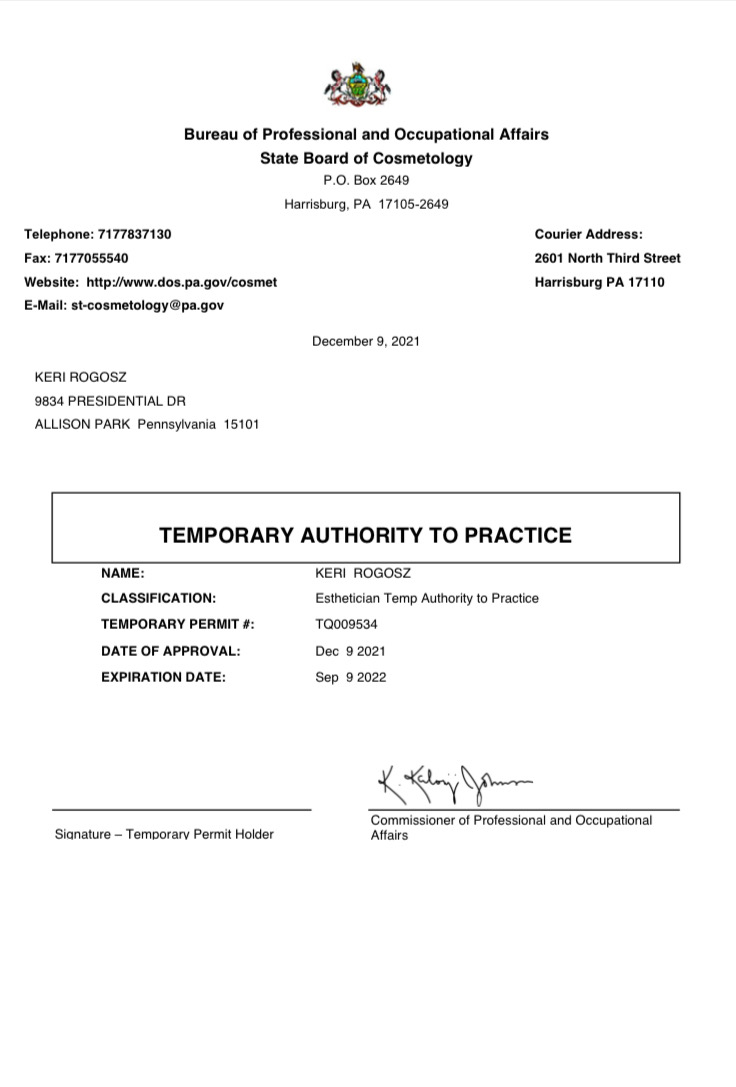 Bureau of Professional and Occupational Affairs
State Board of Cosmetology
P.O. Box 2649
Harrisburg, PA 17105-2649
Telephone: 7177837130
Fax: 7177055540
Website: http://www.dos.pa.gov/cosmet
E-Mail: st-cosmetology@pa.gov
Courier Address:
2601 North Third Street
Harrisburg PA 17110
December 9, 2021
KERI ROGOSZ
9834 PRESIDENTIAL DR
ALLISON PARK Pennsylvania 15101
TEMPORARY AUTHORITY TO PRACTICE
NAME: KERI ROGOSZ
CLASSIFICATION: Esthetician Temp Authority to Practice
TEMPORARY PERMIT #: TQ009534
DATE OF APPROVAL: Dec 9 2021
EXPIRATION DATE: Sep 9 2022
K. Kalonji Johnson
Signature – Temporary Permit Holder
Commissioner of Professional and Occupational
Affairs